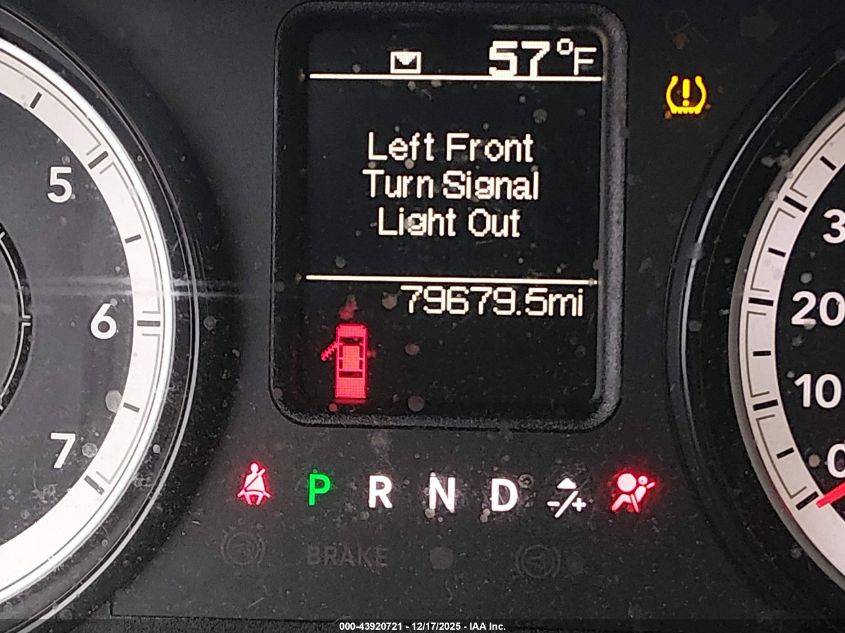 57°F
Left Front
Turn Signal
Light Out
79679.5mi
5
6
7
30
20
10
0
P R N D -/+
BRAKE
000-43920721 - 12/17/2025 - IAA Inc.